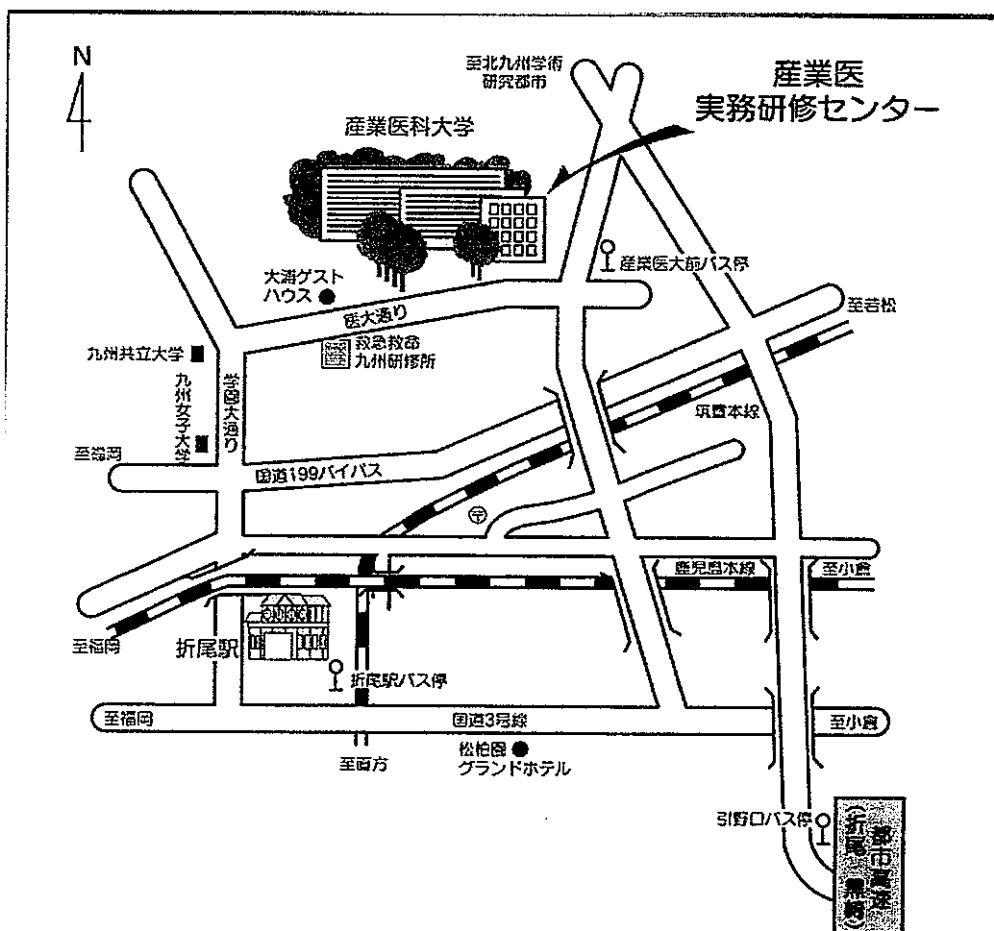 N
至北九州学術
研究都市
産業医
実務研修センター
産業医科大学
産業医大前バス停
大浦ゲスト
ハウス
医大通り
至若松
救急救命
九州研修所
九州共立大学
九州女子大学
学園大通り
筑豊本線
至福岡
国道199バイパス
〒
鹿児島本線
至小倉
至福岡
折尾駅
折尾駅バス停
至福岡
国道3号線
至小倉
至直方
松柏園
グランドホテル
引野口バス停
都市高速
(折尾 黒崎)